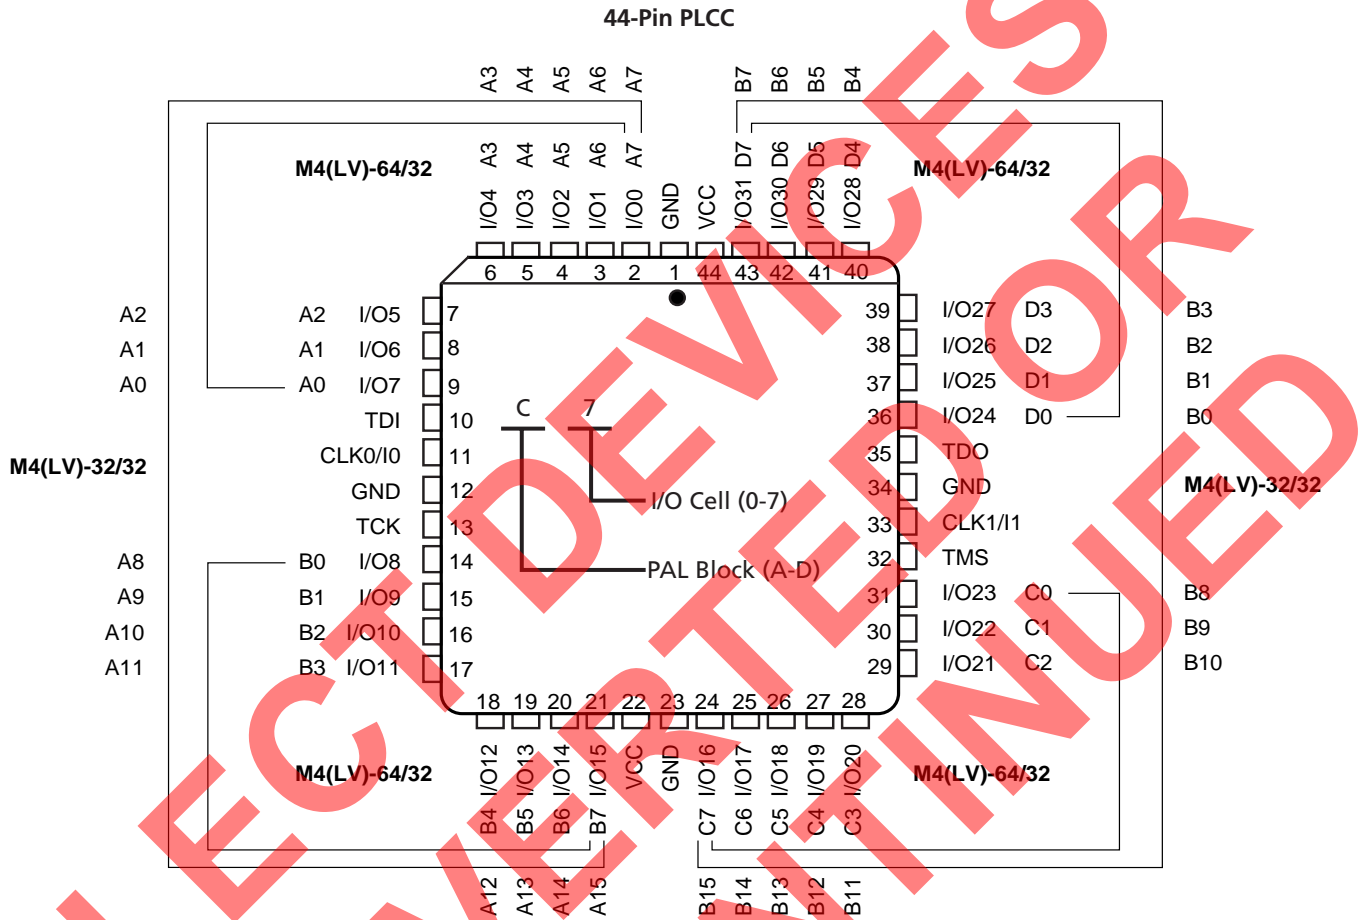 44-Pin PLCC
A3 A4 A5 A6 A7 B7 B6 B5 B4
M4(LV)-64/32 A3 A4 A5 A6 A7 D7 D6 D5 D4 M4(LV)-64/32
I/O4 I/O3 I/O2 I/O1 I/O0 GND VCC I/O31 I/O30 I/O29 I/O28
6 5 4 3 2 1 44 43 42 41 40
A2 A2 I/O5 7 39 I/O27 D3 B3
A1 A1 I/O6 8 38 I/O26 D2 B2
A0 A0 I/O7 9 37 I/O25 D1 B1
TDI 10 C 7 36 I/O24 D0 B0
CLK0/I0 11 35 TDO
M4(LV)-32/32 M4(LV)-32/32
GND 12 I/O Cell (0-7) 34 GND
TCK 13 33 CLK1/I1
A8 B0 I/O8 14 PAL Block (A-D) 32 TMS
A9 B1 I/O9 15 31 I/O23 C0 B8
A10 B2 I/O10 16 30 I/O22 C1 B9
A11 B3 I/O11 17 29 I/O21 C2 B10
18 19 20 21 22 23 24 25 26 27 28
I/O12 I/O13 I/O14 I/O15 VCC GND I/O16 I/O17 I/O18 I/O19 I/O20
M4(LV)-64/32 B4 B5 B6 B7 C7 C6 C5 C4 C3 M4(LV)-64/32
A12 A13 A14 A15 B15 B14 B13 B12 B11
LECT DEVICES
VERTED OR
NTINUED